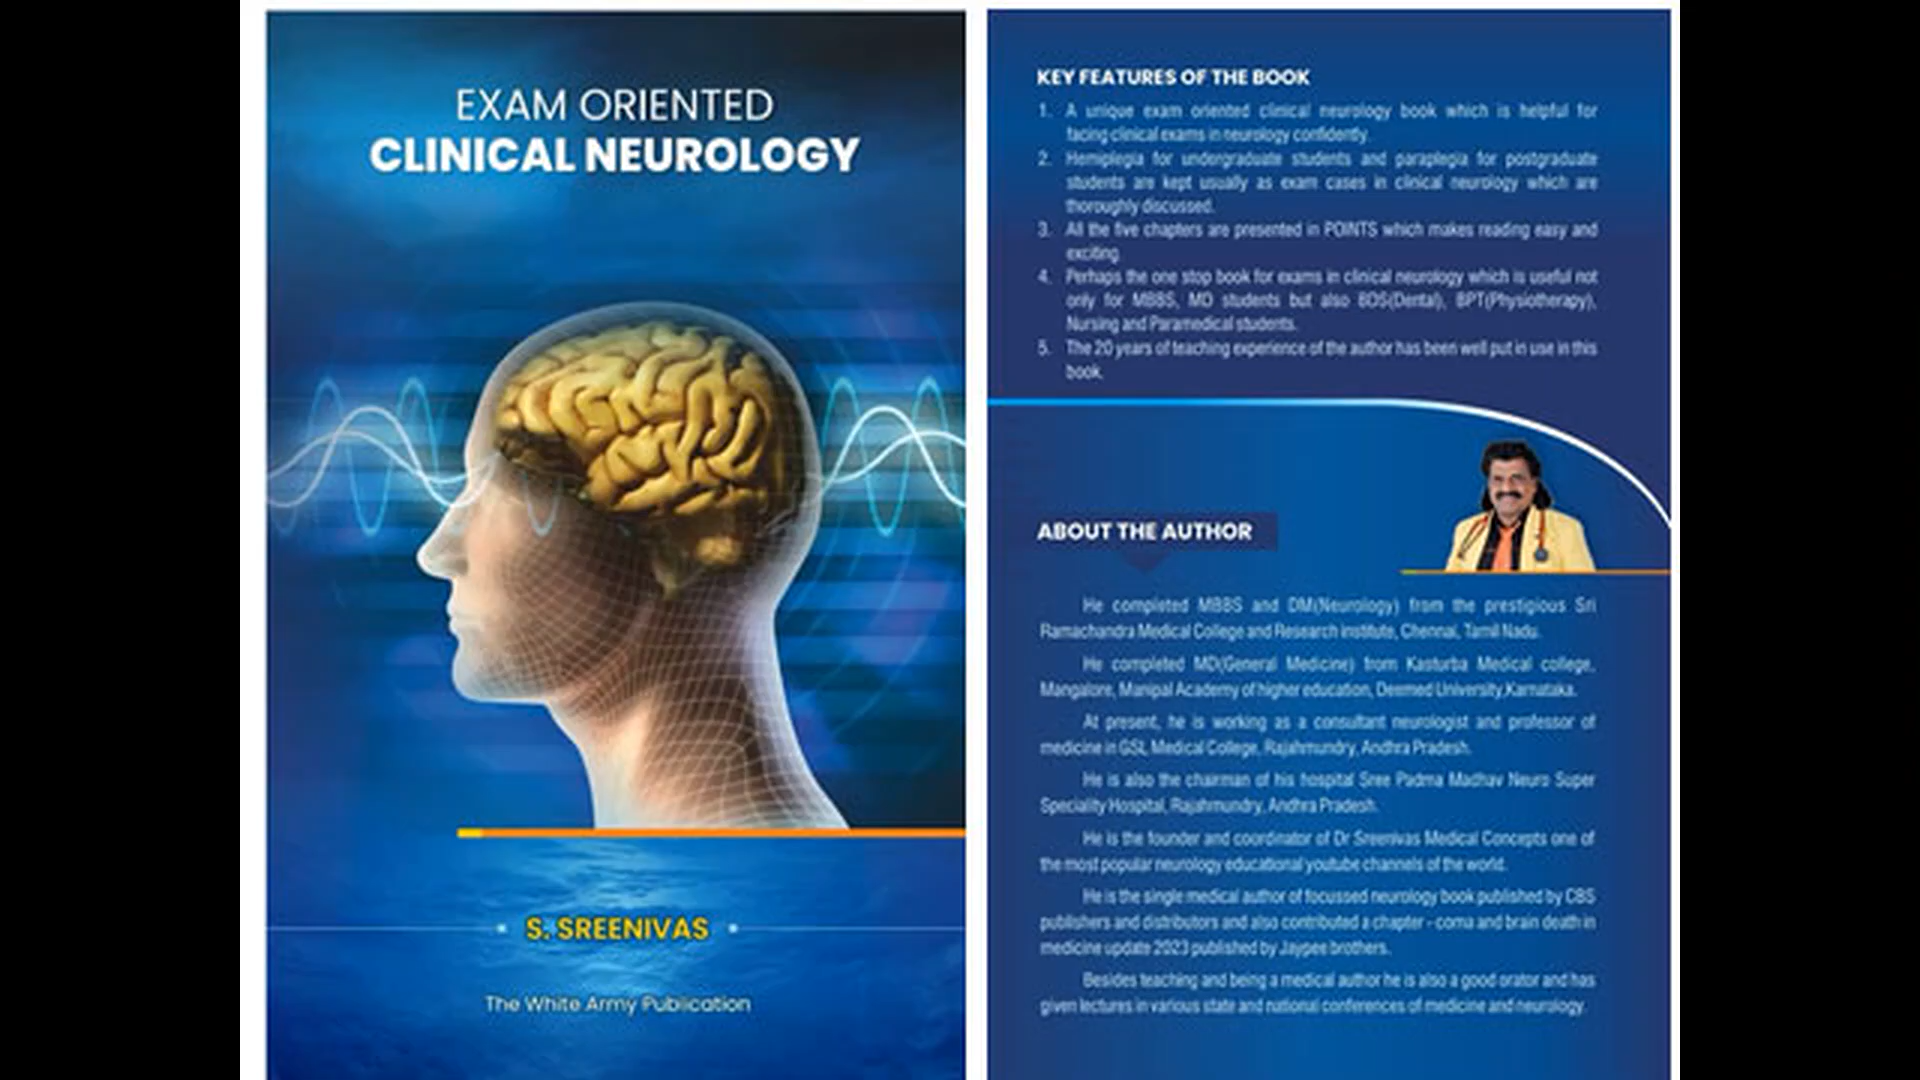 EXAM ORIENTED
CLINICAL NEUROLOGY
S. SREENIVAS
The White Army Publication
KEY FEATURES OF THE BOOK
1. A unique exam oriented clinical neurology book which is helpful for
facing clinical exams in neurology confidently.
2. Hemiplegia for undergraduate students and paraplegia for postgraduate
students are kept usually as exam cases in clinical neurology which are
thoroughly discussed.
3. All the five chapters are presented in POINTS which makes reading easy and
exciting.
4. Perhaps the one stop book for exams in clinical neurology which is useful not
only for MBBS, MD students but also BDS(Dental), BPT(Physiotherapy),
Nursing and Paramedical students.
5. The 20 years of teaching experience of the author has been well put in use in this
book.
ABOUT THE AUTHOR
He completed MBBS and DM(Neurology) from the prestigious Sri
Ramachandra Medical College and Research institute, Chennai, Tamil Nadu.
He completed MD(General Medicine) from Kasturba Medical college,
Mangalore, Manipal Academy of higher education, Deemed University,Karnataka.
At present, he is working as a consultant neurologist and professor of
medicine in GSL Medical College, Rajahmundry, Andhra Pradesh.
He is also the chairman of his hospital Sree Padma Madhav Neuro Super
Speciality Hospital, Rajahmundry, Andhra Pradesh.
He is the founder and coordinator of Dr Sreenivas Medical Concepts one of
the most popular neurology educational youtube channels of the world.
He is the single medical author of focussed neurology book published by CBS
publishers and distributors and also contributed a chapter - coma and brain death in
medicine update 2023 published by Jaypee brothers.
Besides teaching and being a medical author he is also a good orator and has
given lectures in various state and national conferences of medicine and neurology.